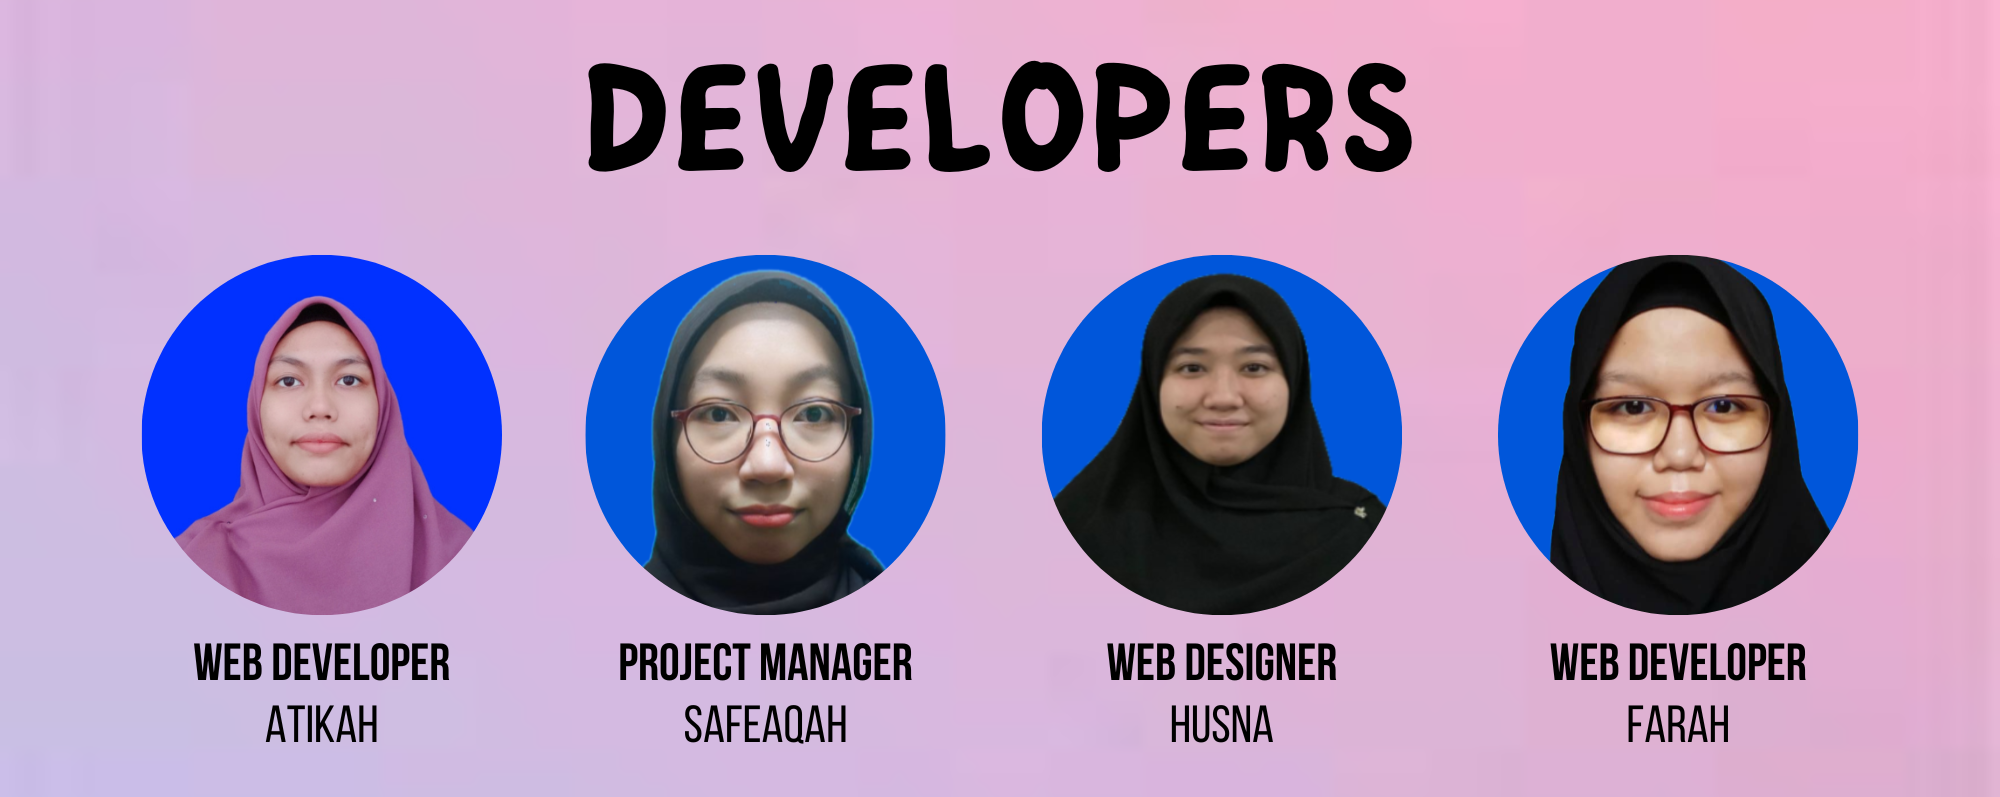 DEVELOPERS
WEB DEVELOPER
ATIKAH
PROJECT MANAGER
SAFEAQAH
WEB DESIGNER
HUSNA
WEB DEVELOPER
FARAH